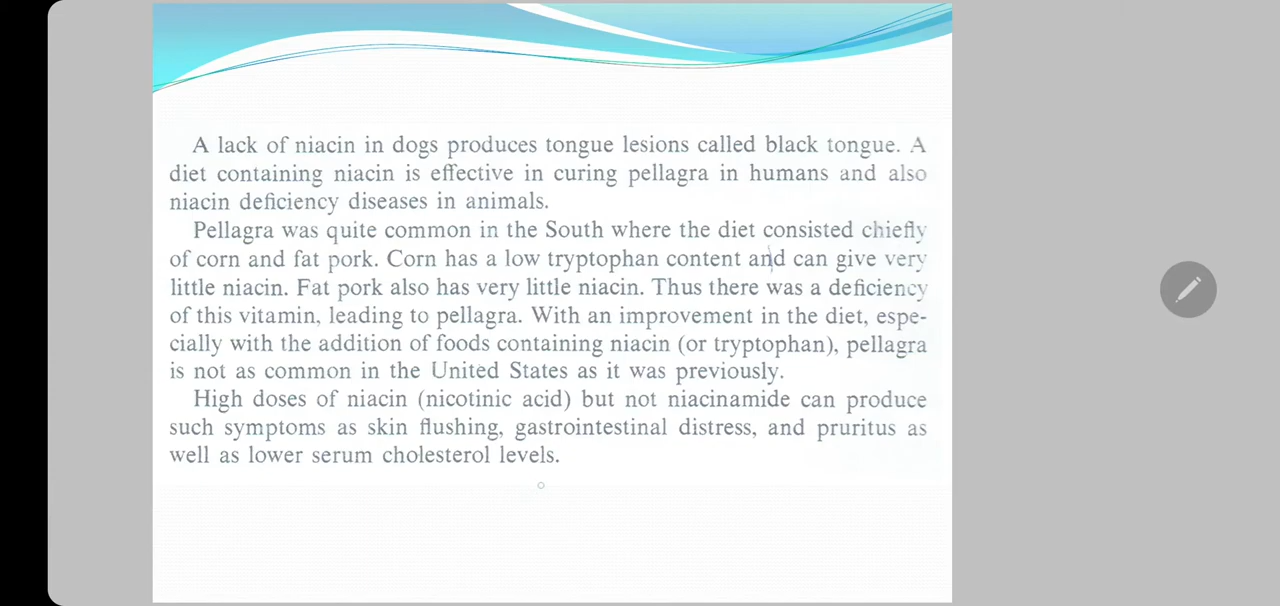 A lack of niacin in dogs produces tongue lesions called black tongue. A
diet containing niacin is effective in curing pellagra in humans and also
niacin deficiency diseases in animals.
Pellagra was quite common in the South where the diet consisted chiefly
of corn and fat pork. Corn has a low tryptophan content and can give very
little niacin. Fat pork also has very little niacin. Thus there was a deficiency
of this vitamin, leading to pellagra. With an improvement in the diet, espe-
cially with the addition of foods containing niacin (or tryptophan), pellagra
is not as common in the United States as it was previously.
High doses of niacin (nicotinic acid) but not niacinamide can produce
such symptoms as skin flushing, gastrointestinal distress, and pruritus as
well as lower serum cholesterol levels.